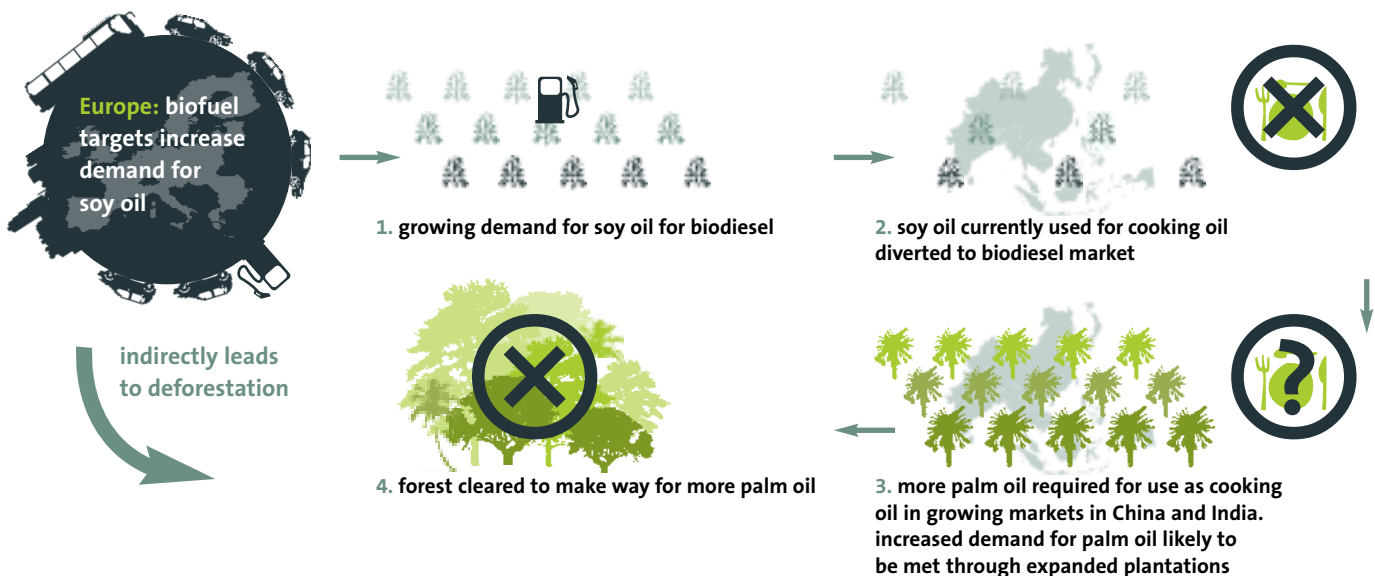 Europe: biofuel
targets increase
demand for
soy oil
1. growing demand for soy oil for biodiesel
2. soy oil currently used for cooking oil
diverted to biodiesel market
3. more palm oil required for use as cooking
oil in growing markets in China and India.
increased demand for palm oil likely to
be met through expanded plantations
4. forest cleared to make way for more palm oil
indirectly leads
to deforestation
?